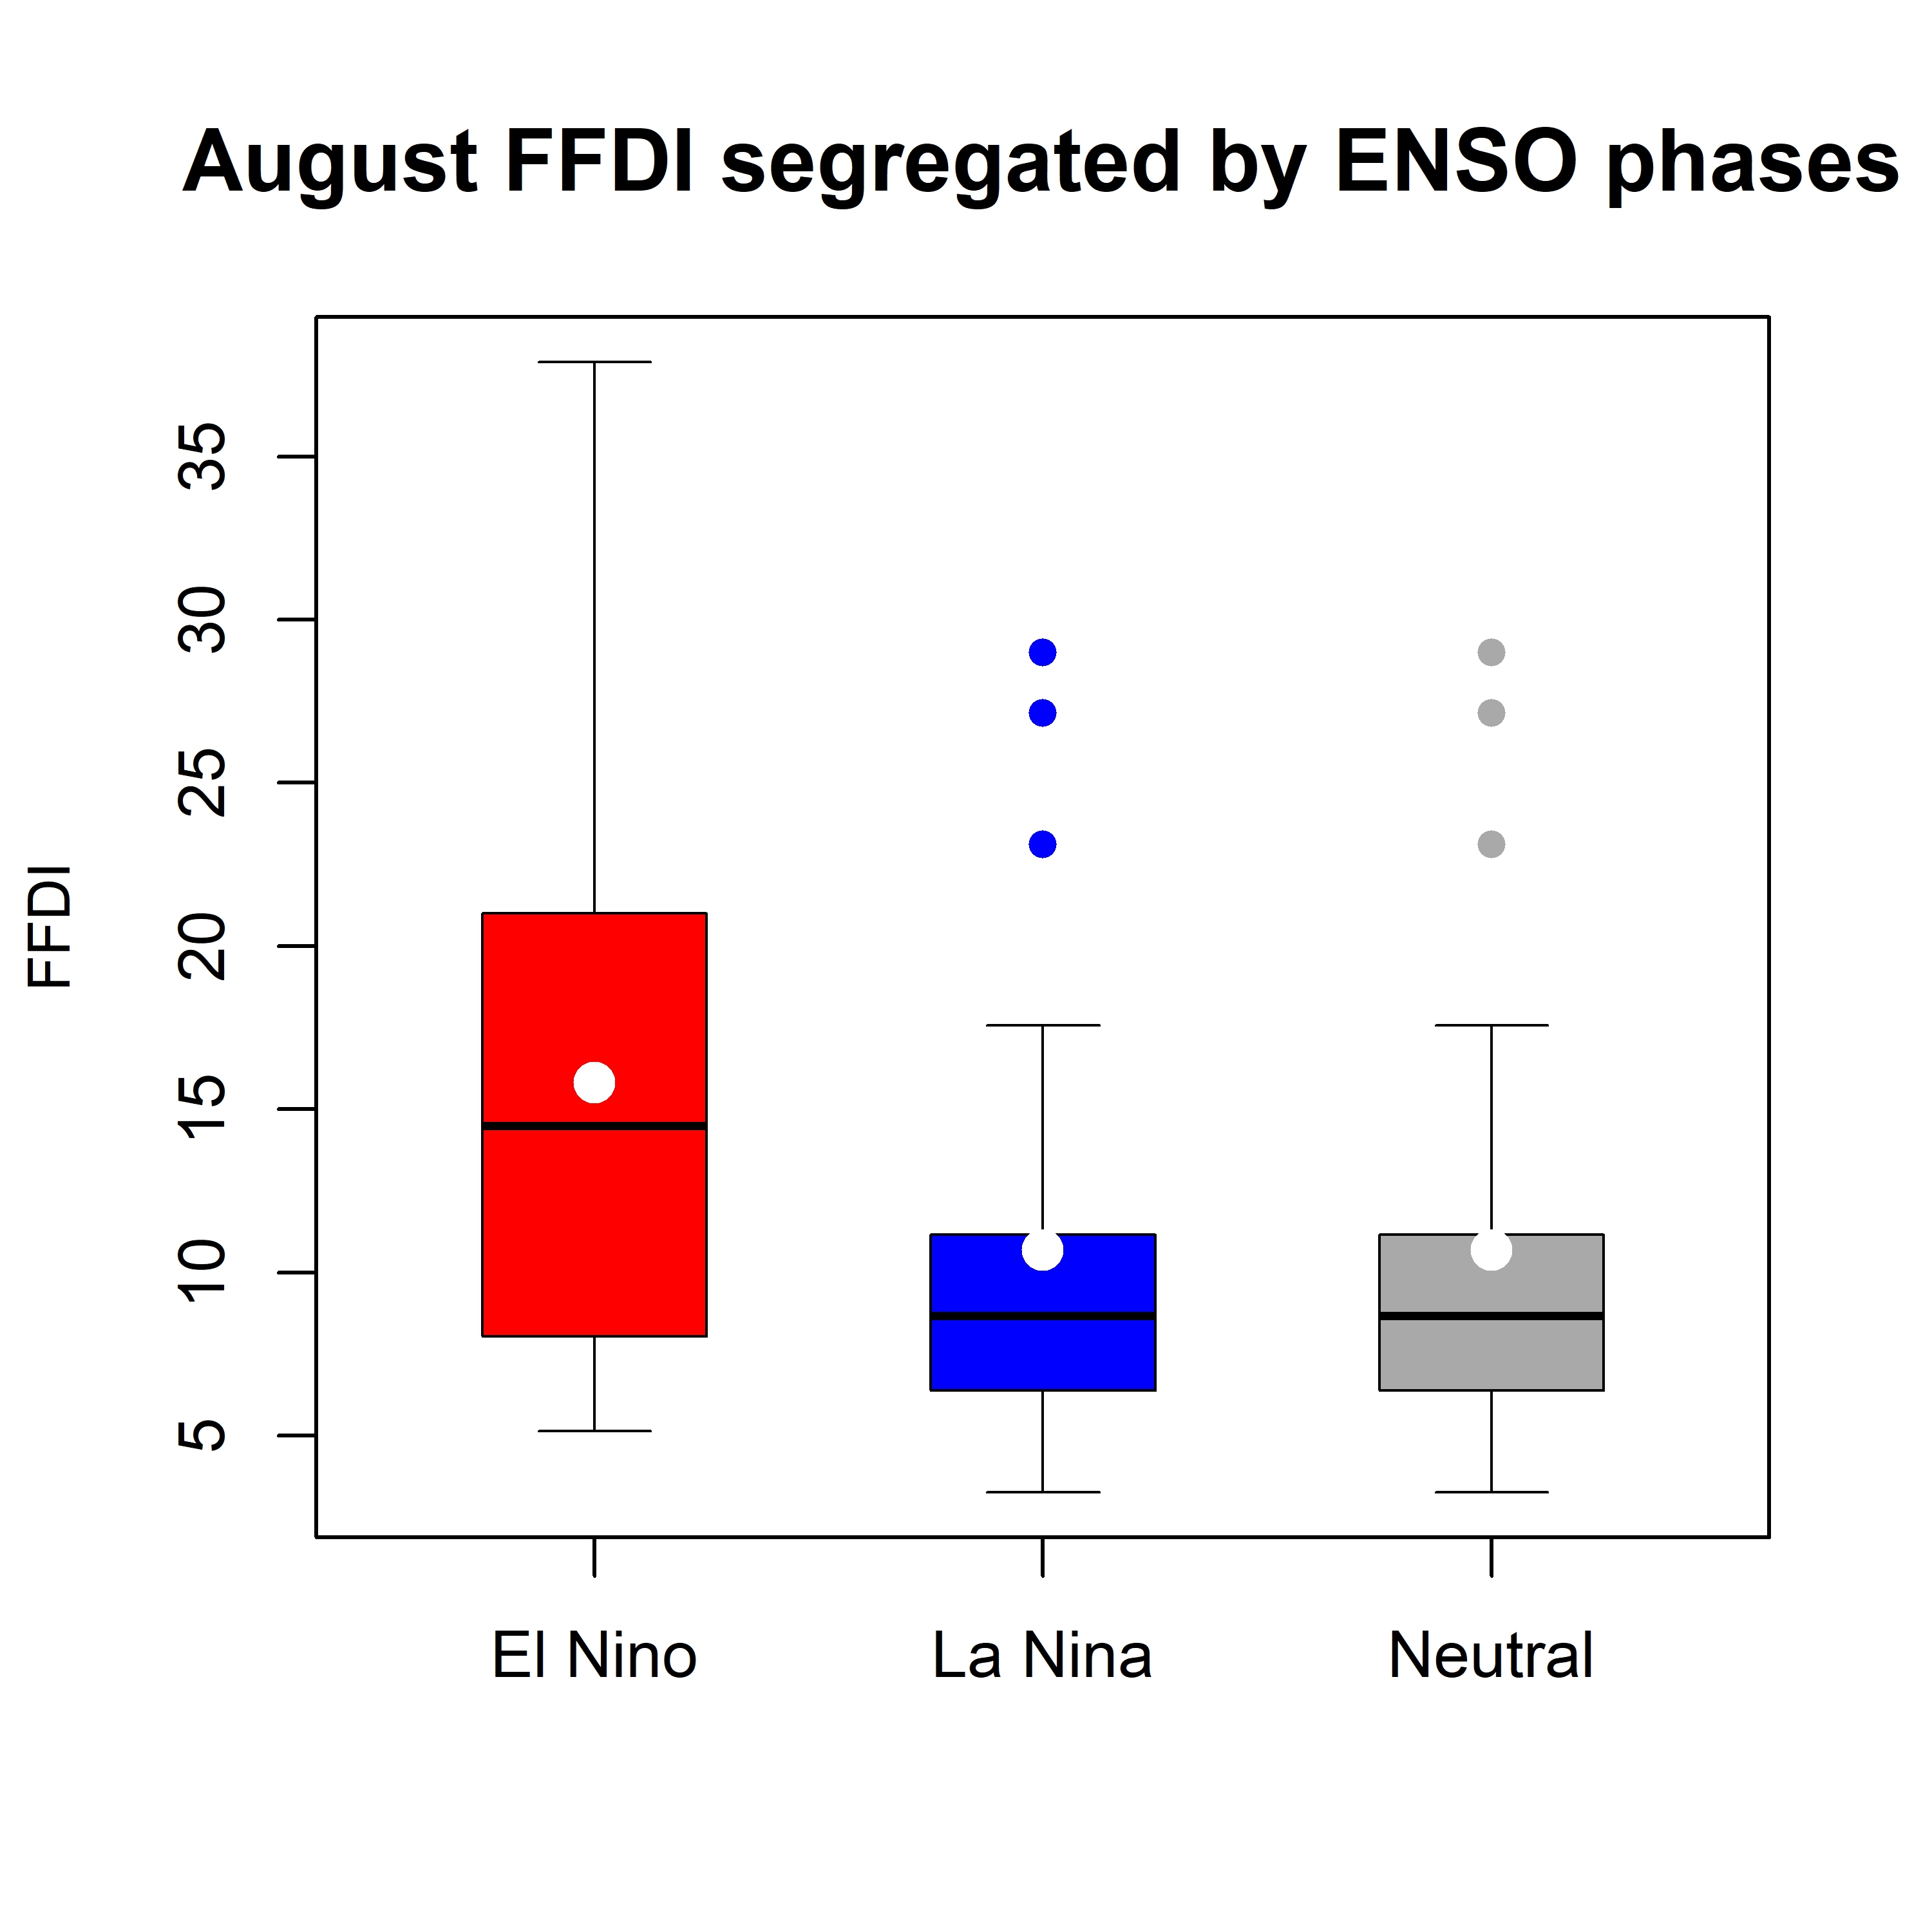 August FFDI segregated by ENSO phases
FFDI
35
30
25
20
15
10
5
El Nino
La Nina
Neutral